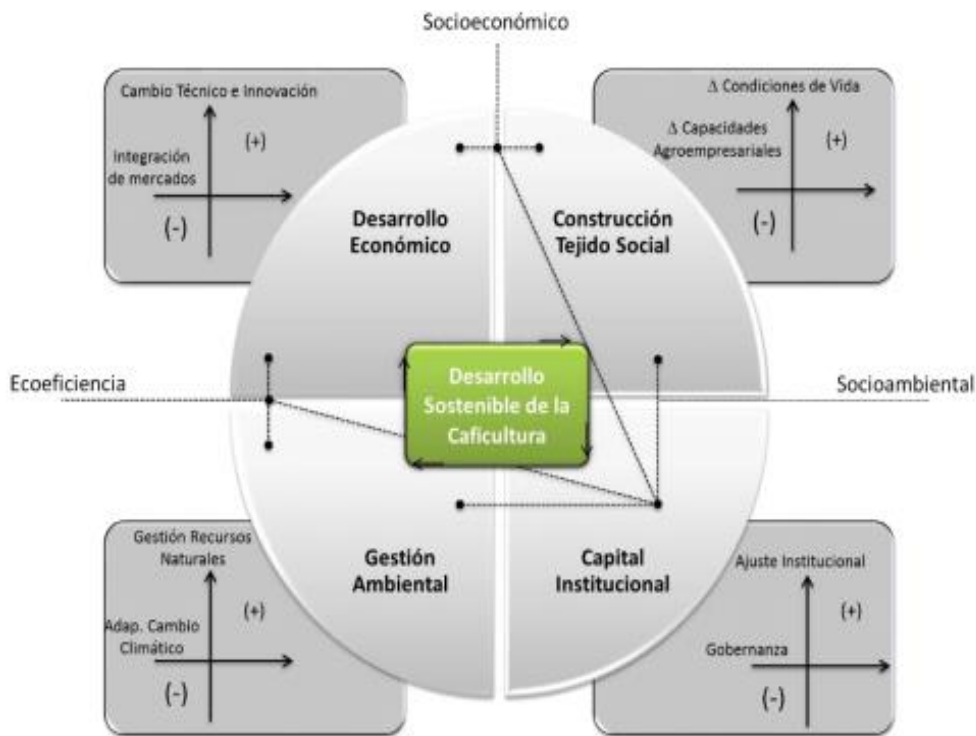 Socioeconómico
Cambio Técnico e Innovación
Integración
de mercados
(+)
(-)
Δ Condiciones de Vida
Δ Capacidades
Agroempresariales
(+)
(-)
Desarrollo
Económico
Construcción
Tejido Social
Ecoeficiencia
Desarrollo
Sostenible de la
Caficultura
Socioambiental
Gestión
Ambiental
Capital
Institucional
Gestión Recursos
Naturales
Adap. Cambio
Climático
(+)
(-)
Ajuste Institucional
Gobernanza
(+)
(-)